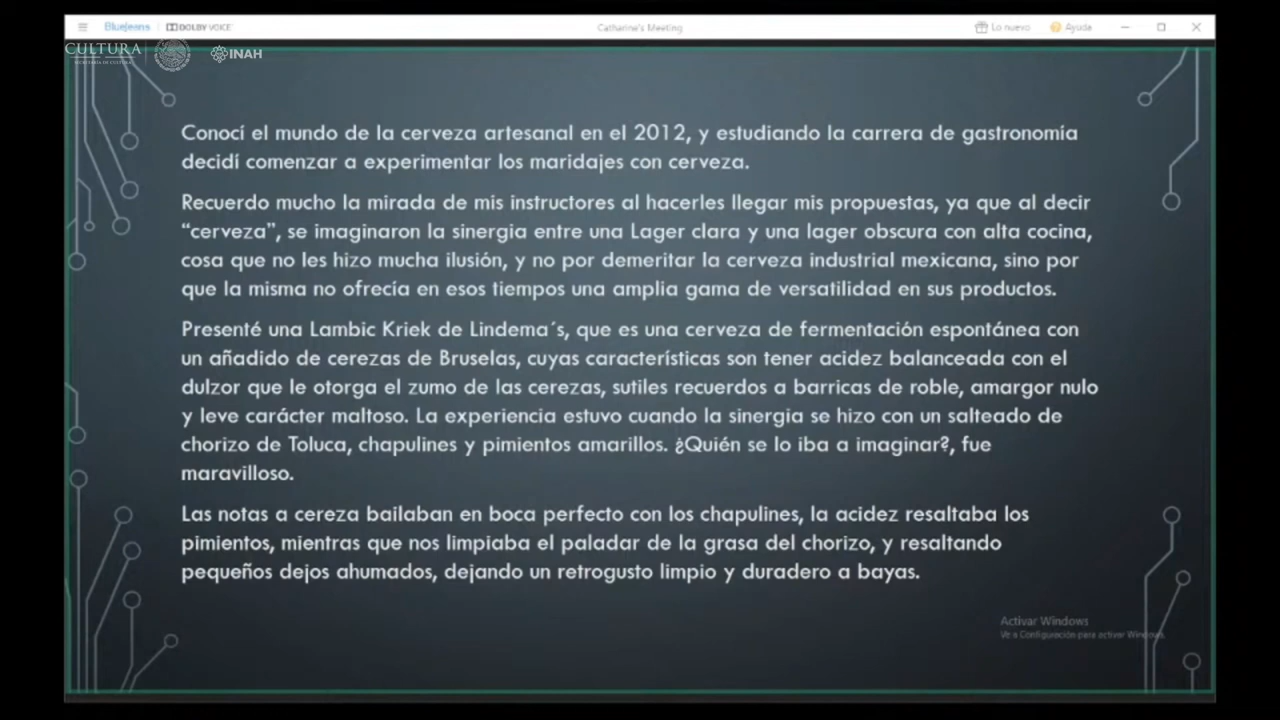 BlueJeans
DOLBY VOICE
Catharine's Meeting
Lo nuevo
Ayuda
CULTURA
SECRETARÍA DE CULTURA
INAH
Conocí el mundo de la cerveza artesanal en el 2012, y estudiando la carrera de gastronomía
decidí comenzar a experimentar los maridajes con cerveza.
Recuerdo mucho la mirada de mis instructores al hacerles llegar mis propuestas, ya que al decir
“cerveza”, se imaginaron la sinergia entre una Lager clara y una lager obscura con alta cocina,
cosa que no les hizo mucha ilusión, y no por demeritar la cerveza industrial mexicana, sino por
que la misma no ofrecía en esos tiempos una amplia gama de versatilidad en sus productos.
Presenté una Lambic Kriek de Lindema´s, que es una cerveza de fermentación espontánea con
un añadido de cerezas de Bruselas, cuyas características son tener acidez balanceada con el
dulzor que le otorga el zumo de las cerezas, sutiles recuerdos a barricas de roble, amargor nulo
y leve carácter maltoso. La experiencia estuvo cuando la sinergia se hizo con un salteado de
chorizo de Toluca, chapulines y pimientos amarillos. ¿Quién se lo iba a imaginar?, fue
maravilloso.
Las notas a cereza bailaban en boca perfecto con los chapulines, la acidez resaltaba los
pimientos, mientras que nos limpiaba el paladar de la grasa del chorizo, y resaltando
pequeños dejos ahumados, dejando un retrogusto limpio y duradero a bayas.
Activar Windows
Ve a Configuración para activar Windows.